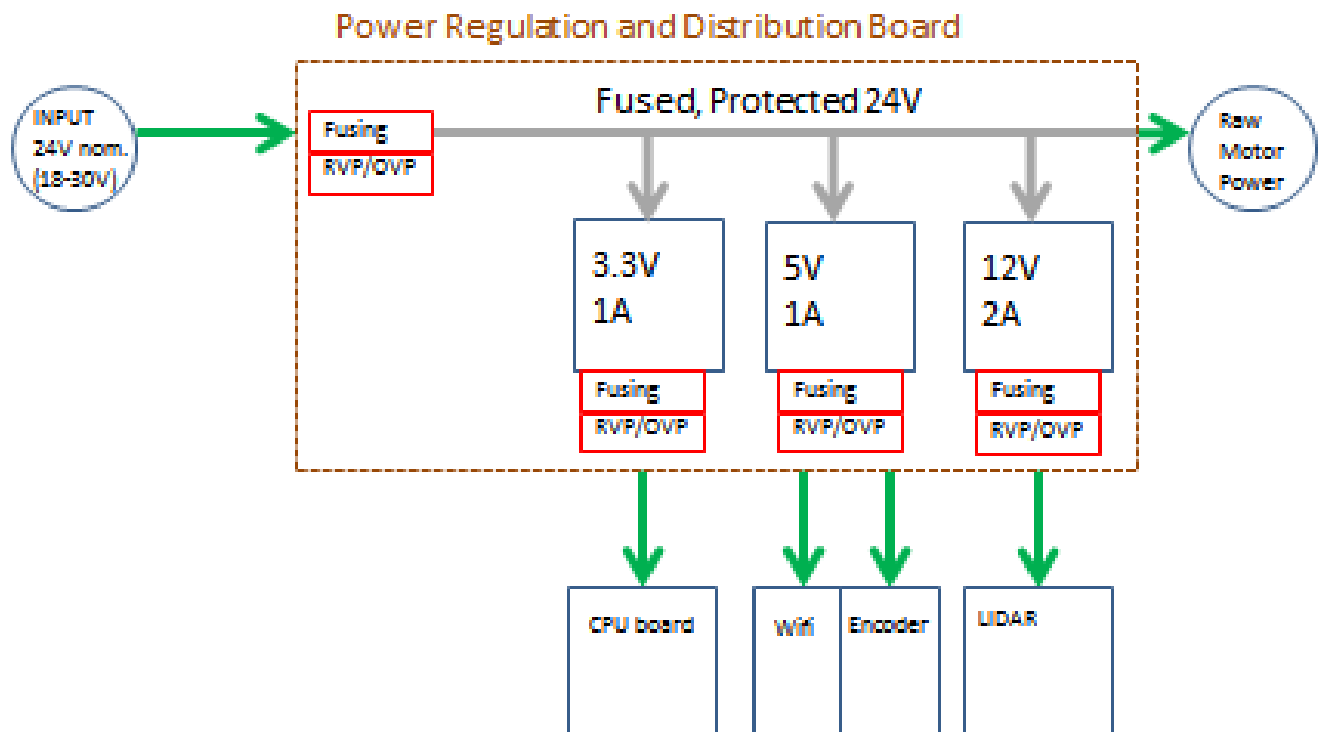 Power Regulation and Distribution Board
INPUT
24V nom.
(18-30V)
Fusing
RVP/OVP
Fused, Protected 24V
Raw
Motor
Power
3.3V
1A
Fusing
RVP/OVP
5V
1A
Fusing
RVP/OVP
12V
2A
Fusing
RVP/OVP
CPU board
Wifi
Encoder
LIDAR